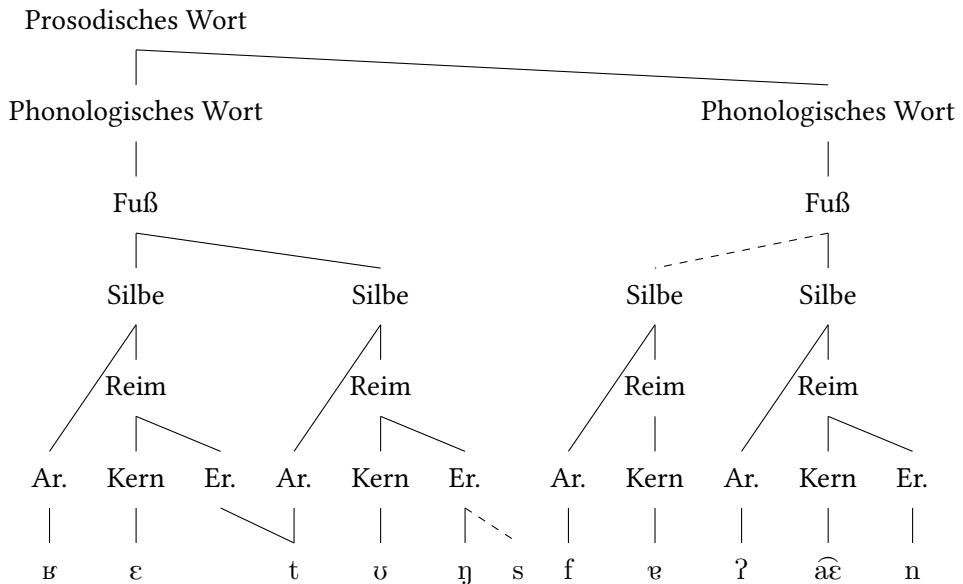 Prosodisches Wort
Phonologisches Wort Phonologisches Wort
Fuß Fuß
Silbe Silbe Silbe Silbe
Reim Reim Reim Reim
Ar. Kern Er. Ar. Kern Er. Ar. Kern Ar. Kern Er.
ʁ ɛ t ʊ ŋ̩ s f ɐ ʔ a͡ɛ n